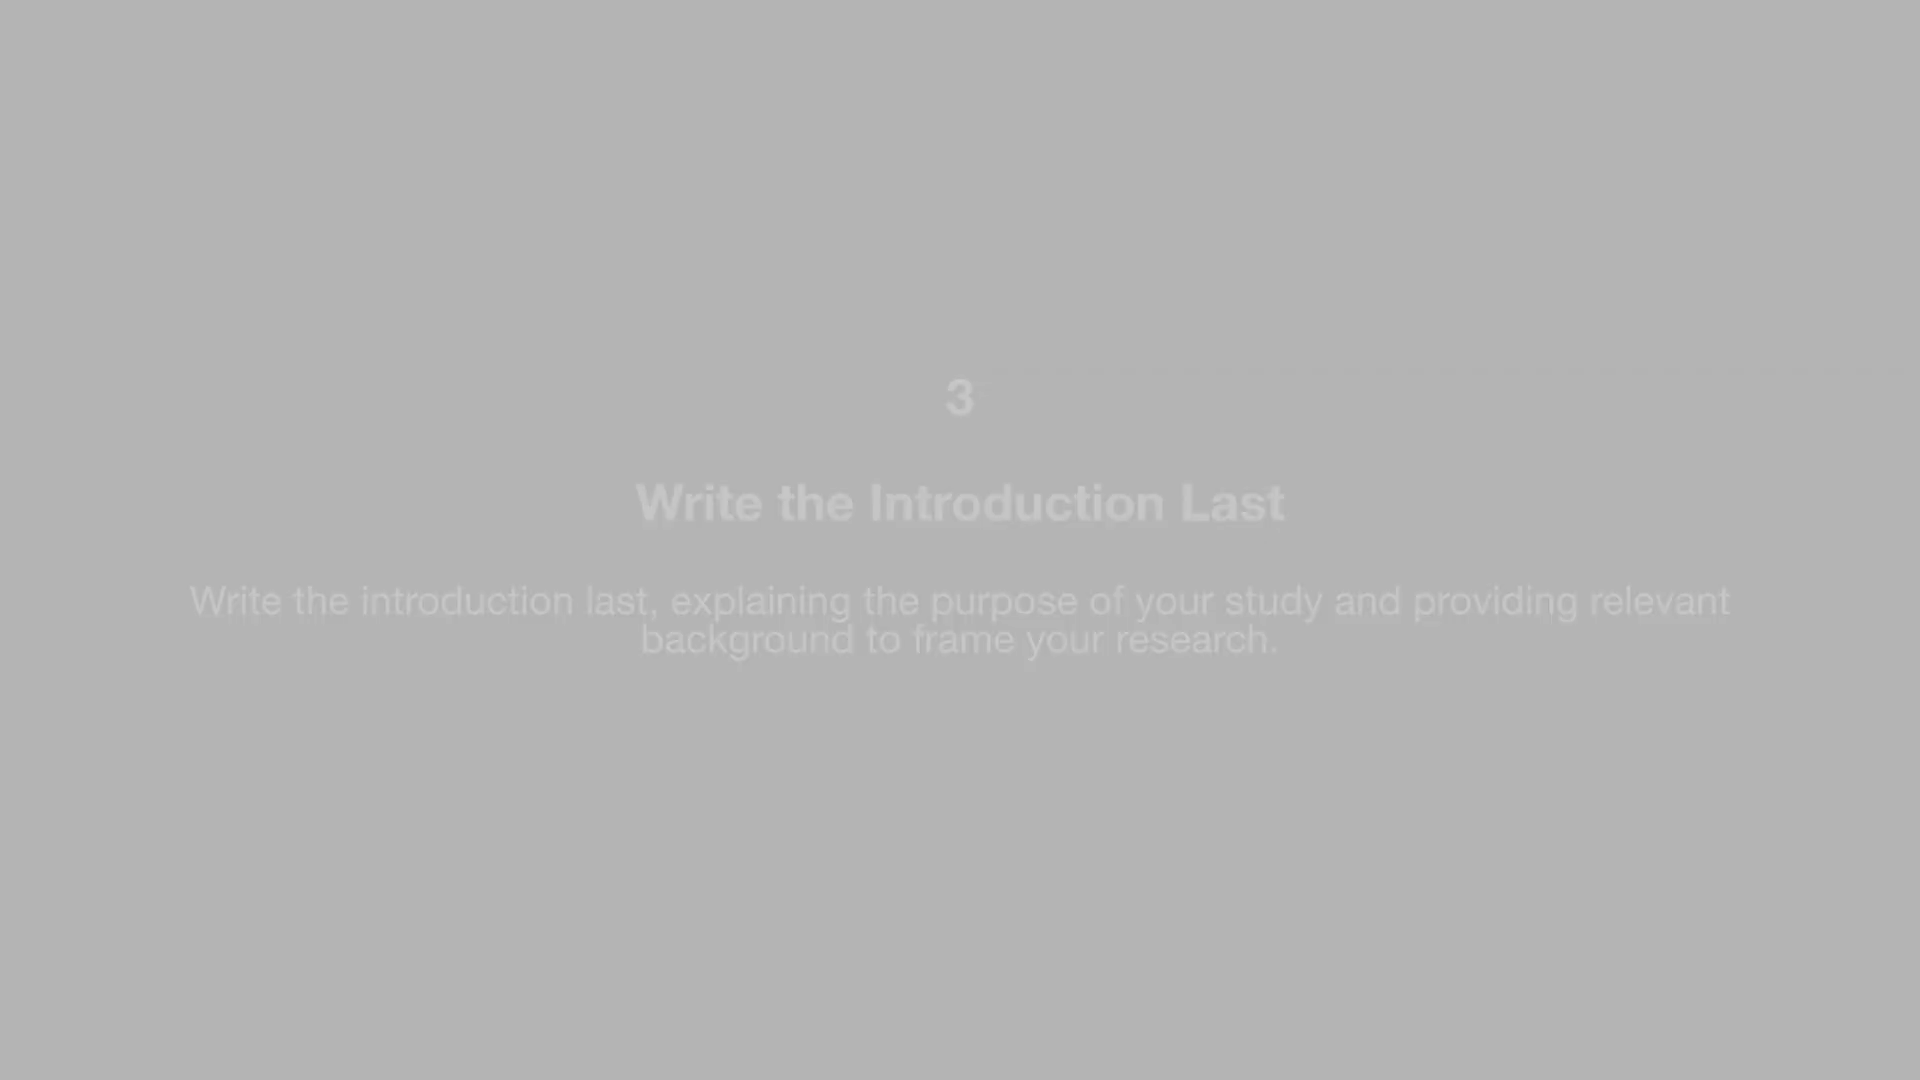 3
Write the Introduction Last
Write the introduction last, explaining the purpose of your study and providing relevant
background to frame your research.